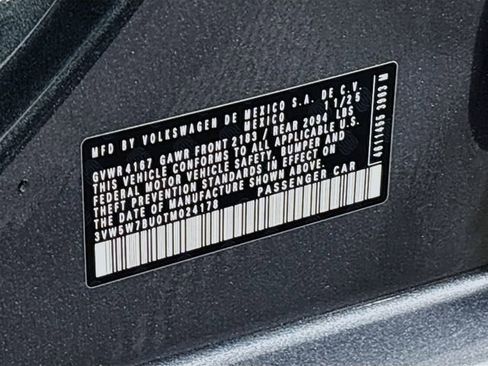 MFD BY VOLKSWAGEN DE MEXICO S.A. DE C.V.
MEXICO 11/25
GVWR 4167 GAWR FRONT 2183 / REAR 2094 LBS
THIS VEHICLE CONFORMS TO ALL APPLICABLE U.S.
FEDERAL MOTOR VEHICLE SAFETY, BUMPER AND
THEFT PREVENTION STANDARDS IN EFFECT ON
THE DATE OF MANUFACTURE SHOWN ABOVE.
3VW5W7BU0TM024178 PASSENGER CAR